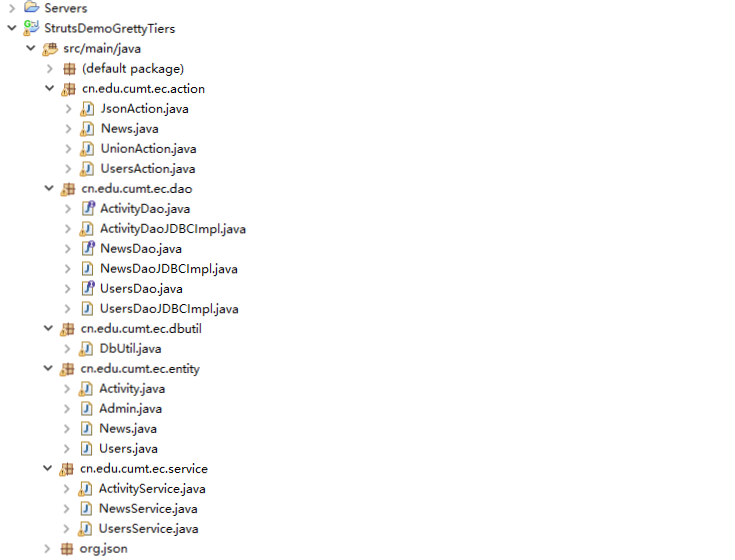 Servers
StrutsDemoGrettyTiers
src/main/java
(default package)
cn.edu.cumt.ec.action
JsonAction.java
News.java
UnionAction.java
UsersAction.java
cn.edu.cumt.ec.dao
ActivityDao.java
ActivityDaoJDBCImpl.java
NewsDao.java
NewsDaoJDBCImpl.java
UsersDao.java
UsersDaoJDBCImpl.java
cn.edu.cumt.ec.dbutil
DbUtil.java
cn.edu.cumt.ec.entity
Activity.java
Admin.java
News.java
Users.java
cn.edu.cumt.ec.service
ActivityService.java
NewsService.java
UsersService.java
org.json